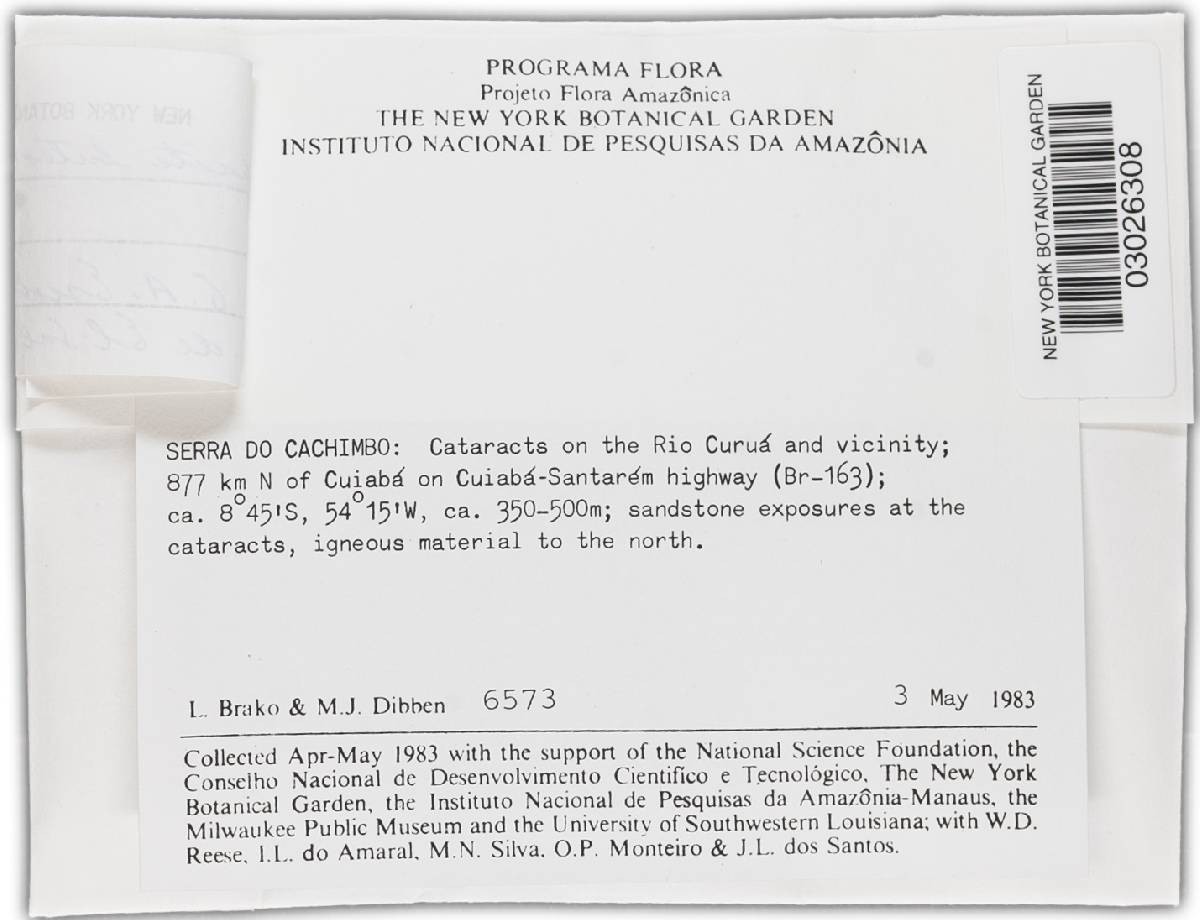 PROGRAMA FLORA
Projeto Flora Amazônica
THE NEW YORK BOTANICAL GARDEN
INSTITUTO NACIONAL DE PESQUISAS DA AMAZÔNIA
NEW YORK BOTANICAL GARDEN
03026308
SERRA DO CACHIMBO: Cataracts on the Rio Curuá and vicinity;
877 km N of Cuiabá on Cuiabá-Santarém highway (Br-163);
ca. 8°45'S, 54°15'W, ca. 350-500m; sandstone exposures at the
cataracts, igneous material to the north.
L. Brako & M.J. Dibben 6573 3 May 1983
Collected Apr-May 1983 with the support of the National Science Foundation, the
Conselho Nacional de Desenvolvimento Cientifico e Tecnológico, The New York
Botanical Garden, the Instituto Nacional de Pesquisas da Amazônia-Manaus, the
Milwaukee Public Museum and the University of Southwestern Louisiana; with W.D.
Reese, I.L. do Amaral, M.N. Silva, O.P. Monteiro & J.L. dos Santos.